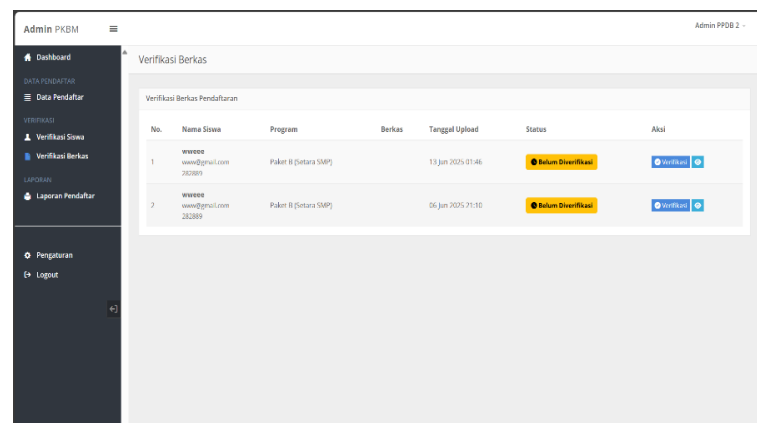 Admin PKBM
Admin PPDB 2
Dashboard
DATA PENDAFTAR
Data Pendaftar
VERIFIKASI
Verifikasi Siswa
Verifikasi Berkas
LAPORAN
Laporan Pendaftar
Pengaturan
Logout
Verifikasi Berkas
Verifikasi Berkas Pendaftaran
No. Nama Siswa Program Berkas Tanggal Upload Status Aksi
1 wweee Paket B (Setara SMP) 13 Jun 2025 01:46 Belum Diverifikasi Verifikasi
www@gmail.com
282889
2 wweee Paket B (Setara SMP) 06 Jun 2025 21:10 Belum Diverifikasi Verifikasi
www@gmail.com
282889